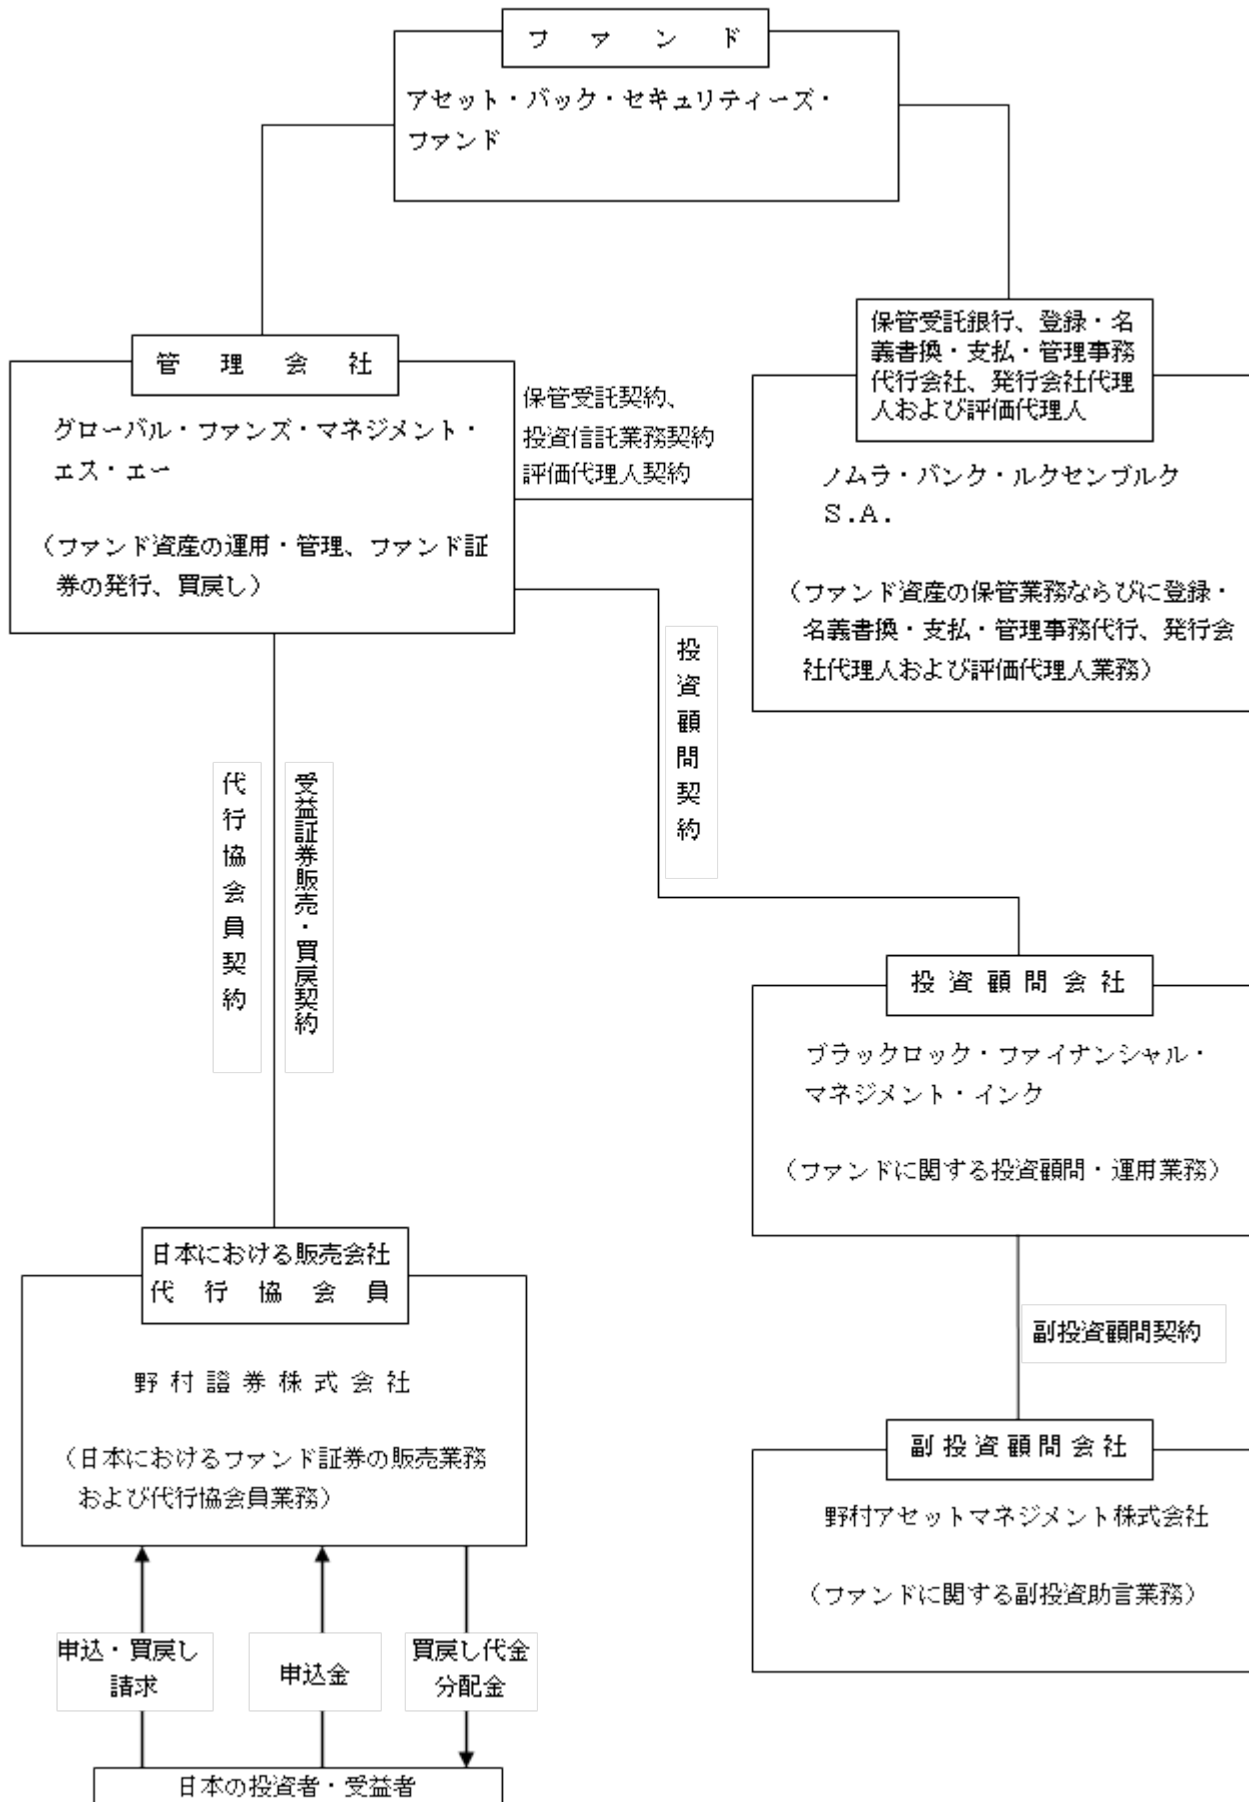 ファンド
アセット・バック・セキュリティーズ・
ファンド
管理会社
グローバル・ファンズ・マネジメント・
エス・エー
（ファンド資産の運用・管理、ファンド証
券の発行、買戻し）
保管受託契約、
投資信託業務契約
評価代理人契約
保管受託銀行、登録・名
義書換・支払・管理事務
代行会社、発行会社代理
人および評価代理人
ノムラ・バンク・ルクセンブルク
S.A.
（ファンド資産の保管業務ならびに登録・
名義書換・支払・管理事務代行、発行会
社代理人および評価代理人業務）
投資顧問契約
代行協会員契約
受益証券販売・買戻契約
投資顧問会社
ブラックロック・ファイナンシャル・
マネジメント・インク
（ファンドに関する投資顧問・運用業務）
日本における販売会社
代行協会員
野村證券株式会社
（日本におけるファンド証券の販売業務
および代行協会員業務）
副投資顧問契約
副投資顧問会社
野村アセットマネジメント株式会社
（ファンドに関する副投資助言業務）
申込・買戻し
請求
申込金
買戻し代金
分配金
日本の投資者・受益者